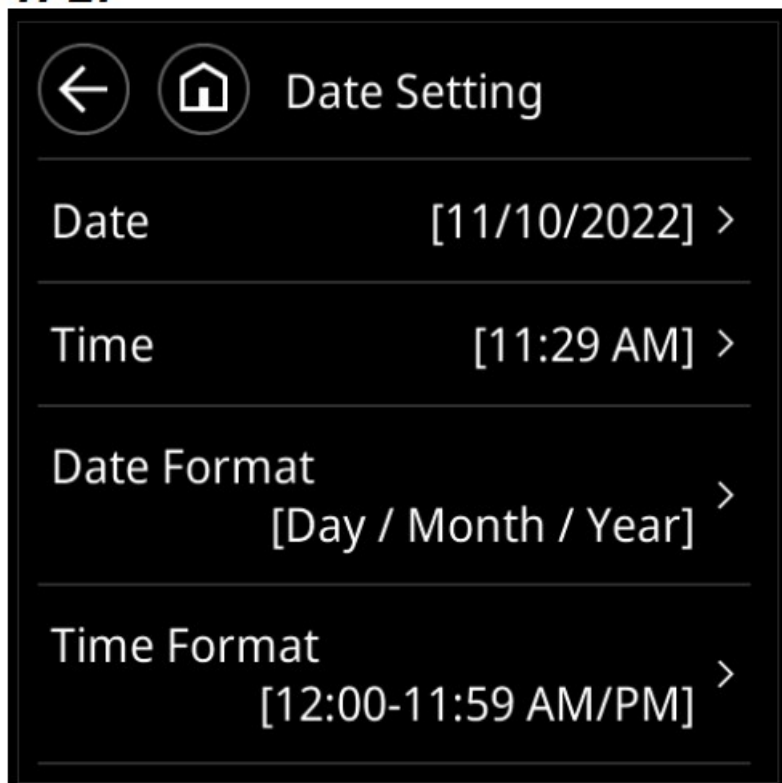 Date Setting
Date [11/10/2022] >
Time [11:29 AM] >
Date Format
[Day / Month / Year] >
Time Format
[12:00-11:59 AM/PM] >